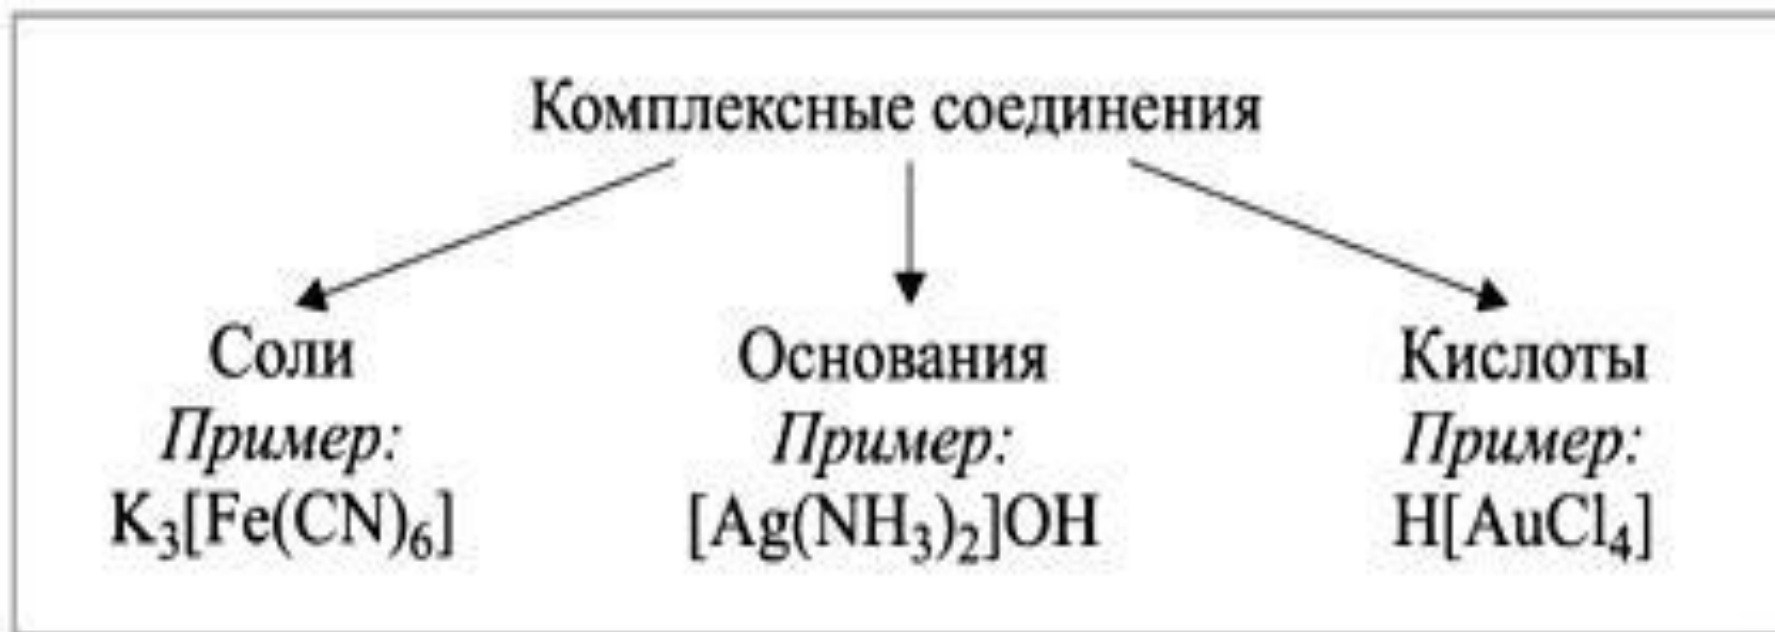 Комплексные соединения
Соли
Пример:
K₃[Fe(CN)₆]
Основания
Пример:
[Ag(NH₃)₂]OH
Кислоты
Пример:
H[AuCl₄]